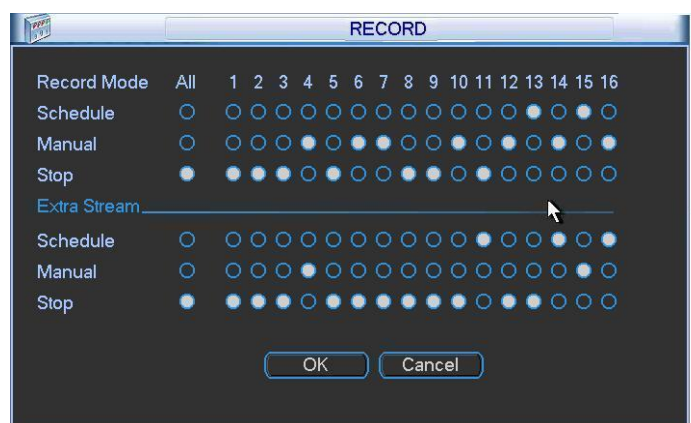 RECORD
Record Mode All 1 2 3 4 5 6 7 8 9 10 11 12 13 14 15 16
Schedule
Manual
Stop
Extra Stream
Schedule
Manual
Stop
OK Cancel